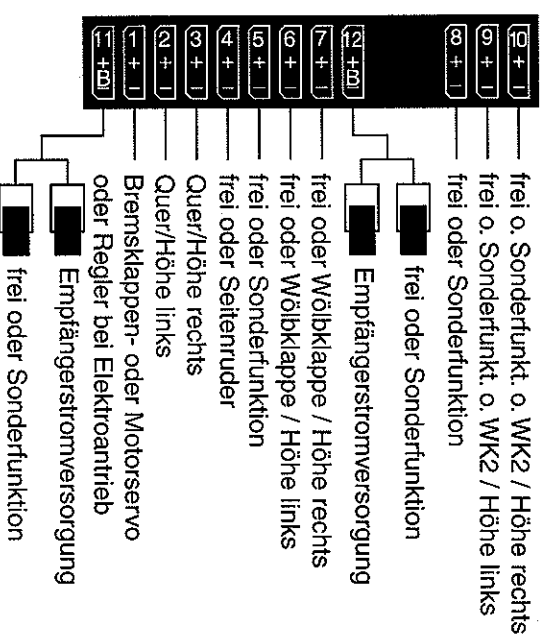 10 + – frei o. Sonderfunkt. o. WK2 / Höhe rechts
9 + – frei o. Sonderfunkt. o. WK2 / Höhe links
8 + – frei oder Sonderfunktion
frei oder Sonderfunktion
12 + B – Empfängerstromversorgung
7 + – frei oder Wölbklappe / Höhe rechts
6 + – frei oder Wölbklappe / Höhe links
5 + – frei oder Sonderfunktion
4 + – frei oder Seitenruder
3 + – Quer/Höhe rechts
2 + – Quer/Höhe links
1 + – Bremsklappen- oder Motorservo
oder Regler bei Elektroantrieb
11 + B – Empfängerstromversorgung
frei oder Sonderfunktion